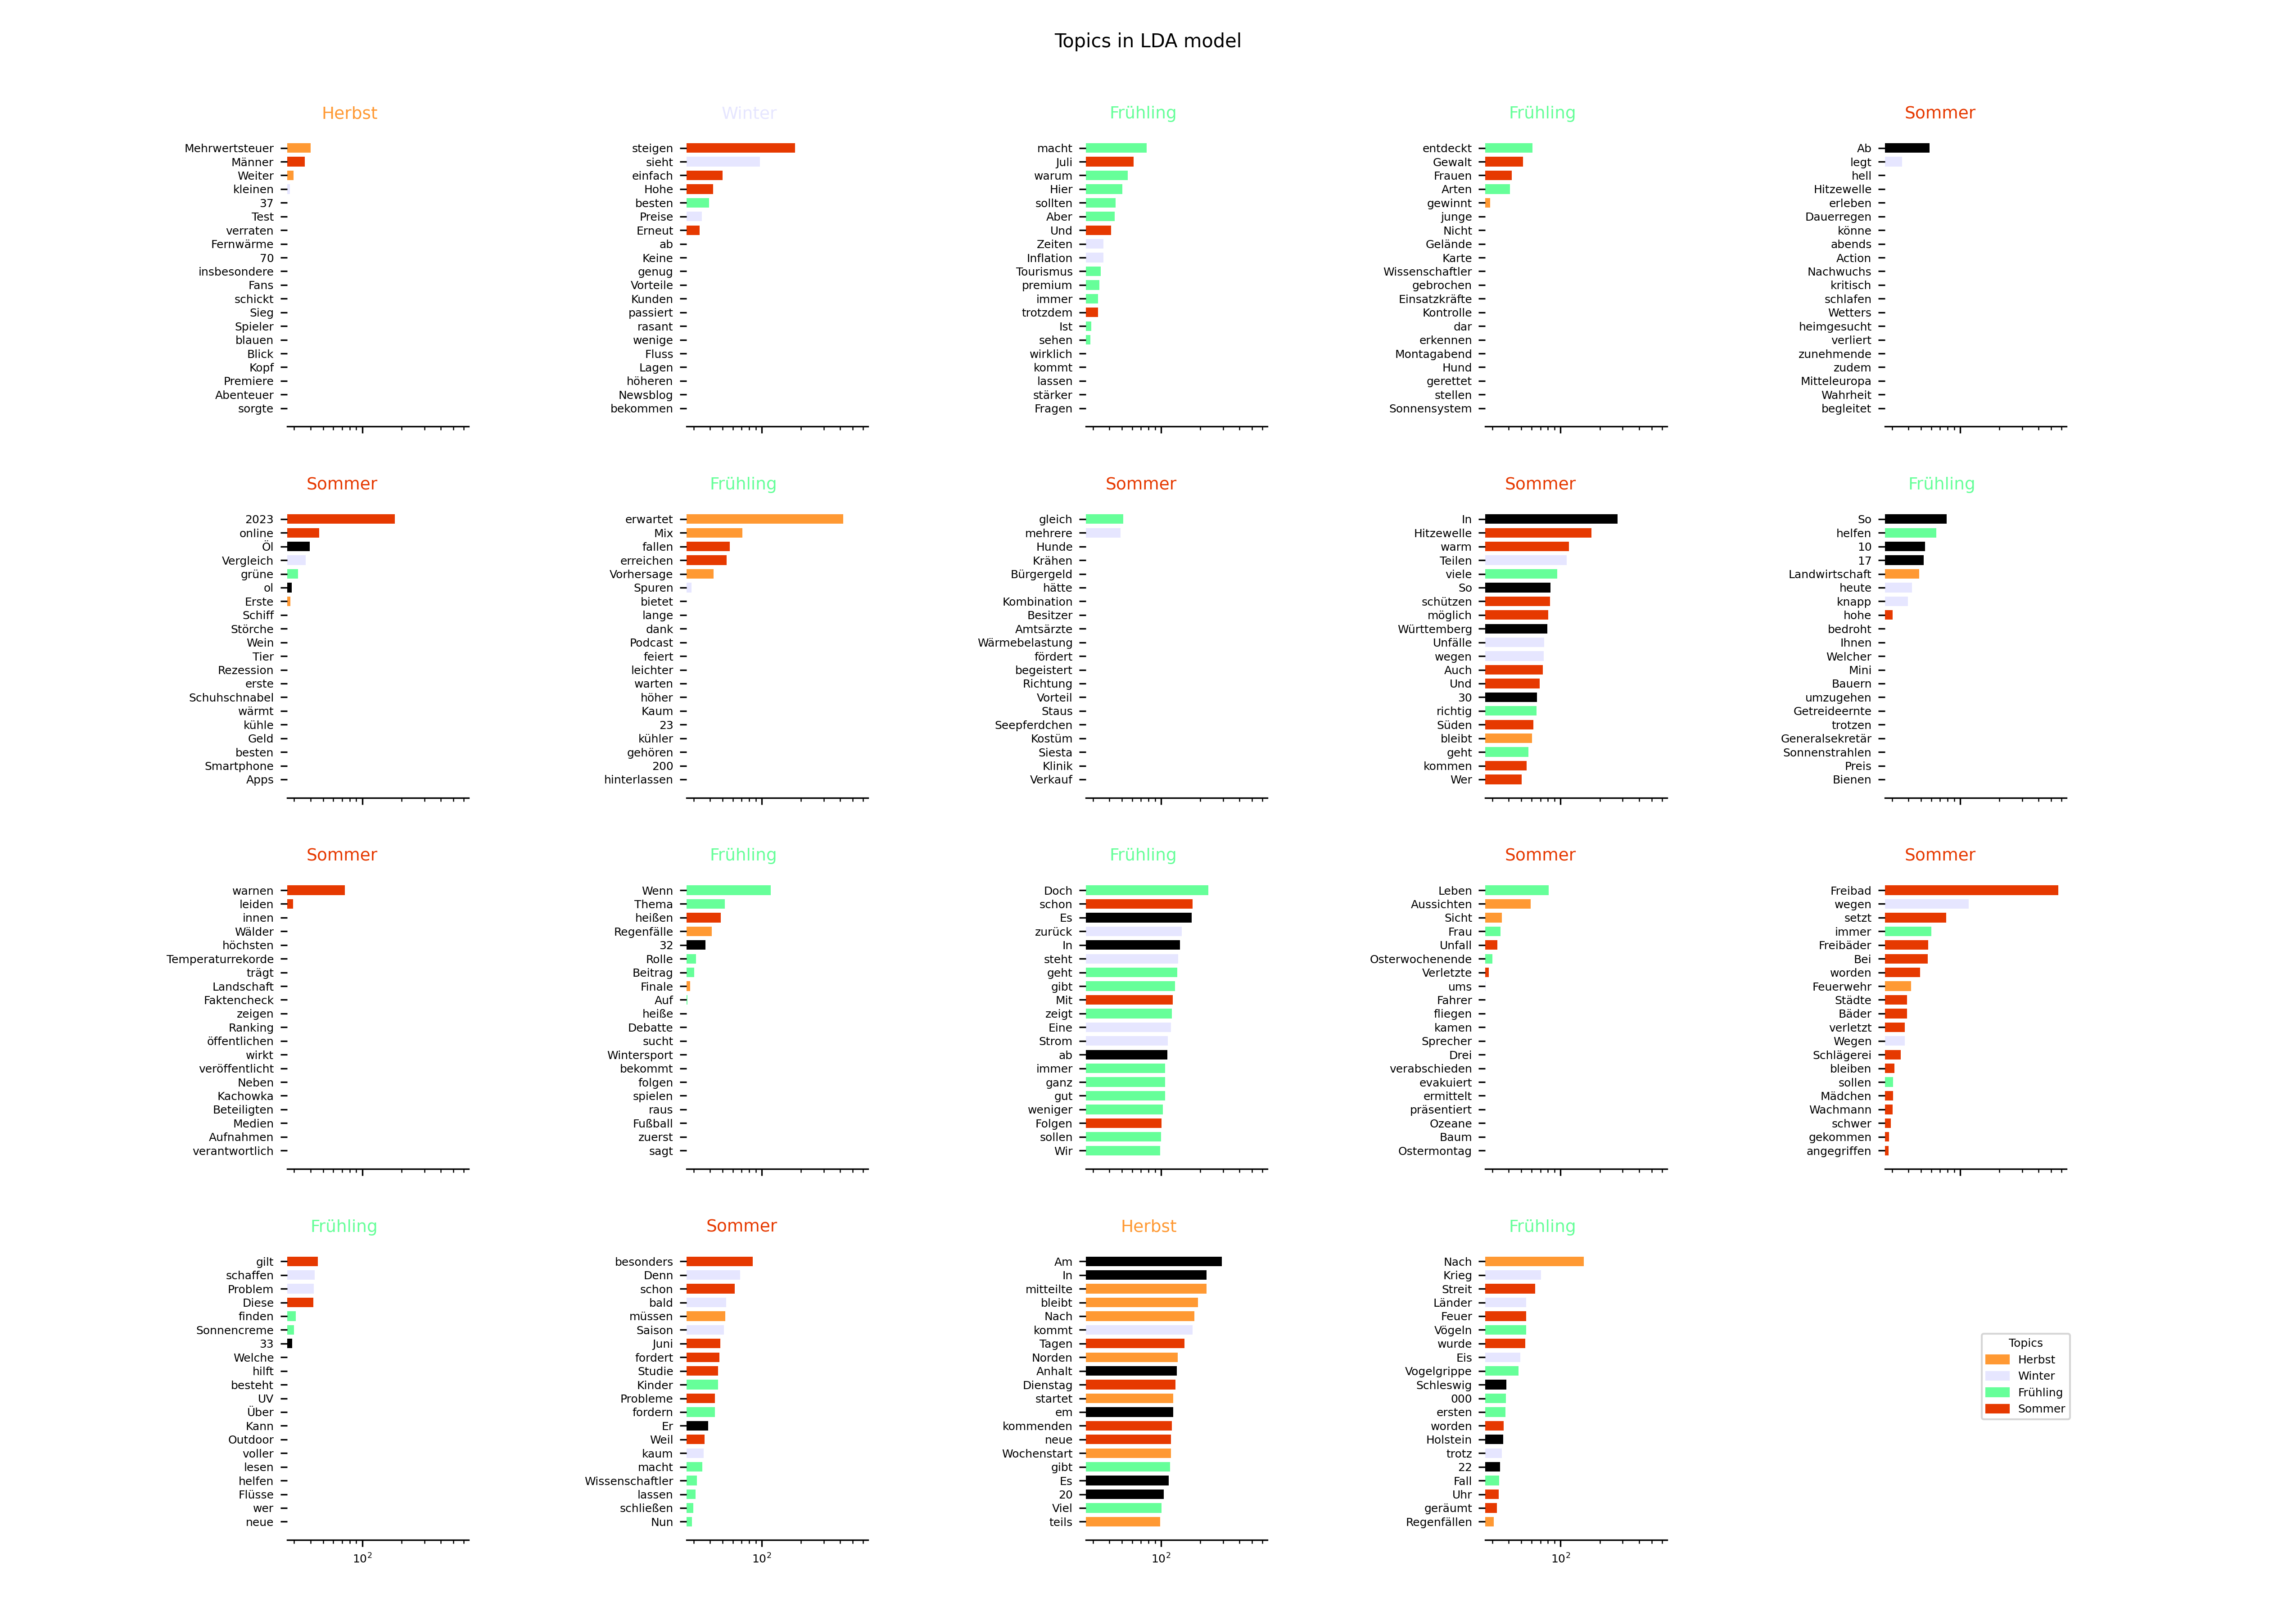 Topics in LDA model
Herbst
Mehrwertsteuer
Männer
Weiter
kleinen
37
Test
verraten
Fernwärme
70
insbesondere
Fans
schickt
Sieg
Spieler
blauen
Blick
Kopf
Premiere
Abenteuer
sorgte
Winter
steigen
sieht
einfach
Hohe
besten
Preise
Erneut
ab
Keine
genug
Vorteile
Kunden
passiert
rasant
wenige
Fluss
Lagen
höheren
Newsblog
bekommen
Frühling
macht
Juli
warum
Hier
sollten
Aber
Und
Zeiten
Inflation
Tourismus
premium
immer
trotzdem
Ist
sehen
wirklich
kommt
lassen
stärker
Fragen
Frühling
entdeckt
Gewalt
Frauen
Arten
gewinnt
junge
Nicht
Gelände
Karte
Wissenschaftler
gebrochen
Einsatzkräfte
Kontrolle
dar
erkennen
Montagabend
Hund
gerettet
stellen
Sonnensystem
Sommer
Ab
legt
hell
Hitzewelle
erleben
Dauerregen
könne
abends
Action
Nachwuchs
kritisch
schlafen
Wetters
heimgesucht
verliert
zunehmende
zudem
Mitteleuropa
Wahrheit
begleitet
Sommer
2023
online
Öl
Vergleich
grüne
ol
Erste
Schiff
Störche
Wein
Tier
Rezession
erste
Schuhschnabel
wärmt
kühle
Geld
besten
Smartphone
Apps
Frühling
erwartet
Mix
fallen
erreichen
Vorhersage
Spuren
bietet
lange
dank
Podcast
feiert
leichter
warten
höher
Kaum
23
kühler
gehören
200
hinterlassen
Sommer
gleich
mehrere
Hunde
Krähen
Bürgergeld
hätte
Kombination
Besitzer
Amtsärzte
Wärmebelastung
fördert
begeistert
Richtung
Vorteil
Staus
Seepferdchen
Kostüm
Siesta
Klinik
Verkauf
Sommer
In
Hitzewelle
warm
Teilen
viele
So
schützen
möglich
Württemberg
Unfälle
wegen
Auch
Und
30
richtig
Süden
bleibt
geht
kommen
Wer
Frühling
So
helfen
10
17
Landwirtschaft
heute
knapp
hohe
bedroht
Ihnen
Welcher
Mini
Bauern
umzugehen
Getreideernte
trotzen
Generalsekretär
Sonnenstrahlen
Preis
Bienen
Sommer
warnen
leiden
innen
Wälder
höchsten
Temperaturrekorde
trägt
Landschaft
Faktencheck
zeigen
Ranking
öffentlichen
wirkt
veröffentlicht
Neben
Kachowka
Beteiligten
Medien
Aufnahmen
verantwortlich
Frühling
Wenn
Thema
heißen
Regenfälle
32
Rolle
Beitrag
Finale
Auf
heiße
Debatte
sucht
Wintersport
bekommt
folgen
spielen
raus
Fußball
zuerst
sagt
Frühling
Doch
schon
Es
zurück
In
steht
geht
gibt
Mit
zeigt
Eine
Strom
ab
immer
ganz
gut
weniger
Folgen
sollen
Wir
Sommer
Leben
Aussichten
Sicht
Frau
Unfall
Osterwochenende
Verletzte
ums
Fahrer
fliegen
kamen
Sprecher
Drei
verabschieden
evakuiert
ermittelt
präsentiert
Ozeane
Baum
Ostermontag
Sommer
Freibad
wegen
setzt
immer
Freibäder
Bei
worden
Feuerwehr
Städte
Bäder
verletzt
Wegen
Schlägerei
bleiben
sollen
Mädchen
Wachmann
schwer
gekommen
angegriffen
Frühling
gilt
schaffen
Problem
Diese
finden
Sonnencreme
33
Welche
hilft
besteht
UV
Über
Kann
Outdoor
voller
lesen
helfen
Flüsse
wer
neue
10²
Sommer
besonders
Denn
schon
bald
müssen
Saison
Juni
fordert
Studie
Kinder
Probleme
fordern
Er
Weil
kaum
macht
Wissenschaftler
lassen
schließen
Nun
10²
Herbst
Am
In
mitteilte
bleibt
Nach
kommt
Tagen
Norden
Anhalt
Dienstag
startet
em
kommenden
neue
Wochenstart
gibt
Es
20
Viel
teils
10²
Frühling
Nach
Krieg
Streit
Länder
Feuer
Vögeln
wurde
Eis
Vogelgrippe
Schleswig
000
ersten
worden
Holstein
trotz
22
Fall
Uhr
geräumt
Regenfällen
10²
Topics
Herbst
Winter
Frühling
Sommer